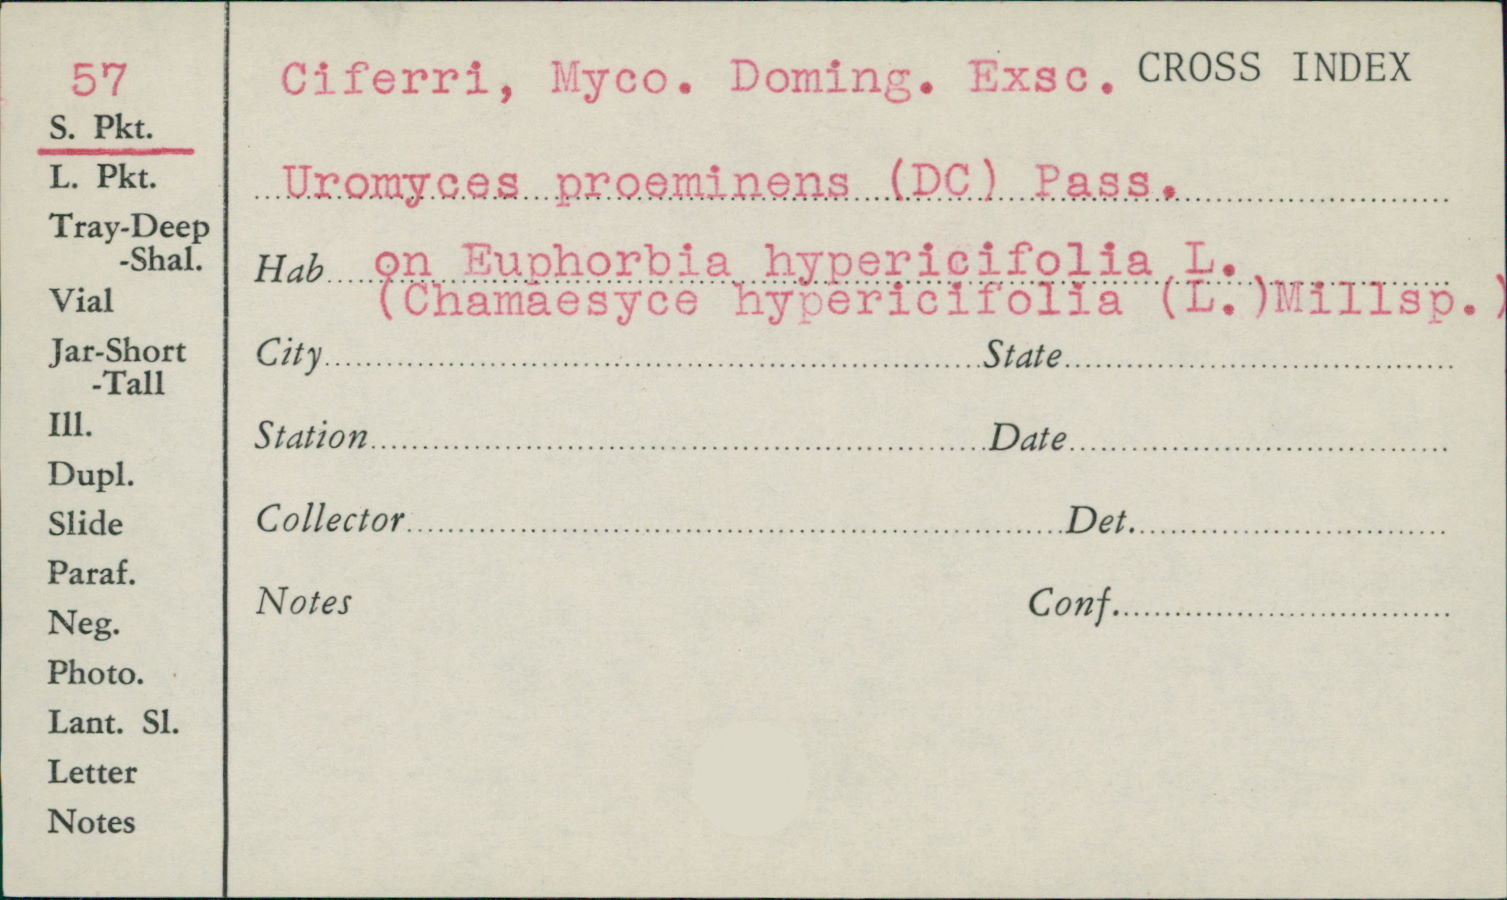 57
S. Pkt.
L. Pkt.
Tray-Deep
-Shal.
Vial
Jar-Short
-Tall
Ill.
Dupl.
Slide
Paraf.
Neg.
Photo.
Lant. Sl.
Letter
Notes
Ciferri, Myco. Doming. Exsc. CROSS INDEX
Uromyces proeminens (DC) Pass.
Hab on Euphorbia hypericifolia L.
(Chamaesyce hypericifolia (L.)Millsp.)
City State
Station Date
Collector Det.
Notes Conf.